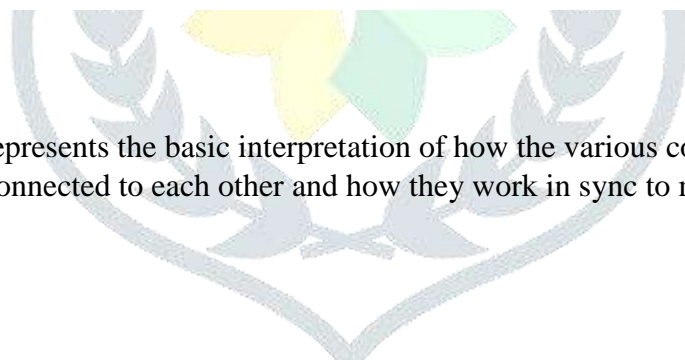 epresents the basic interpretation of how the various co
onnected to each other and how they work in sync to